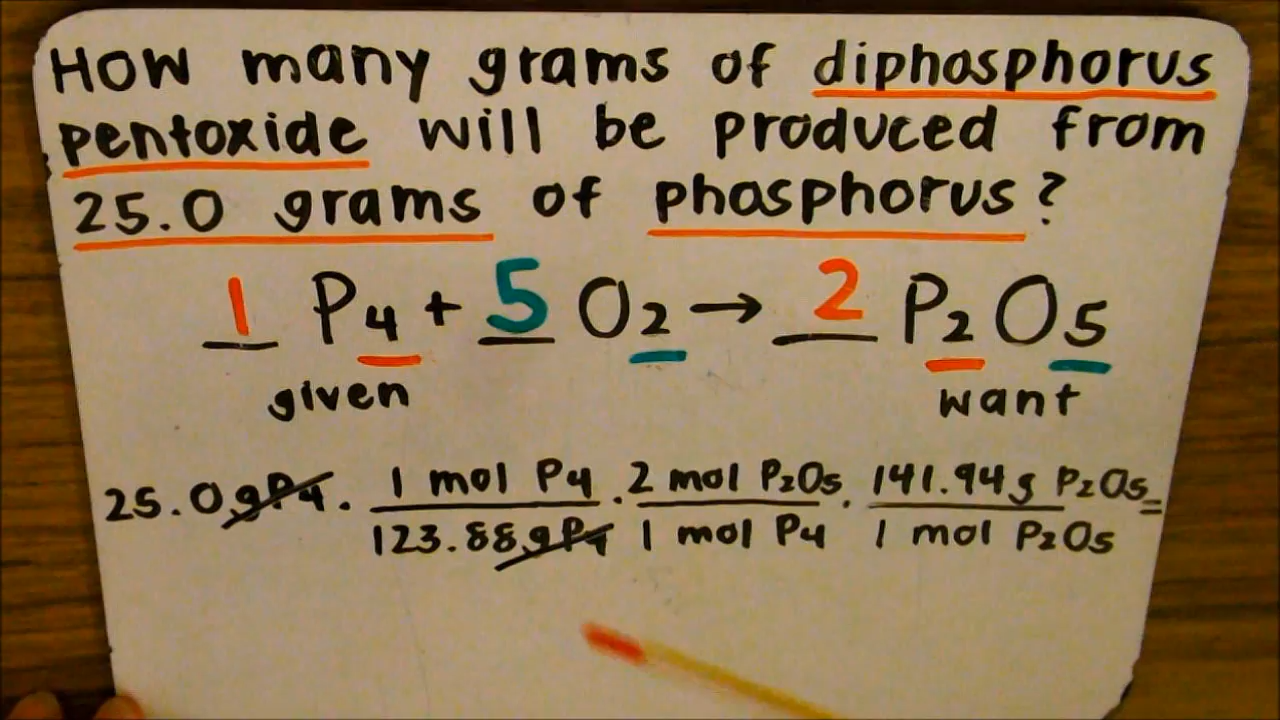 How many grams of diphosphorus
pentoxide will be produced from
25.0 grams of phosphorus?
1 P4 + 5 O2 → 2 P2O5
given want
25.0 gP4 · 1 mol P4 / 123.88 gP4 · 2 mol P2O5 / 1 mol P4 · 141.94 g P2O5 / 1 mol P2O5 =